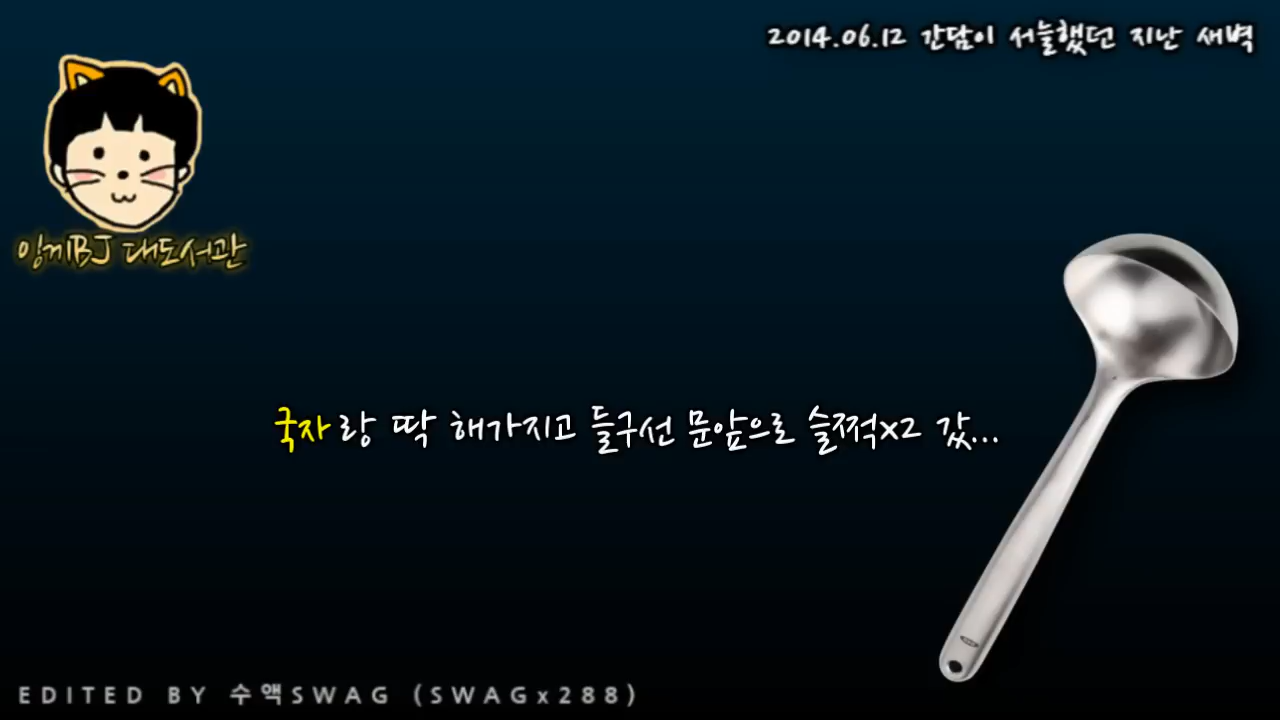 2014.06.12 간담이 서늘했던 지난 새벽
잉끼BJ 대도서관
국자랑 딱 해가지고 들구선 문앞으로 슬쩍x2 갔...
EDITED BY 수액SWAG (SWAGx288)